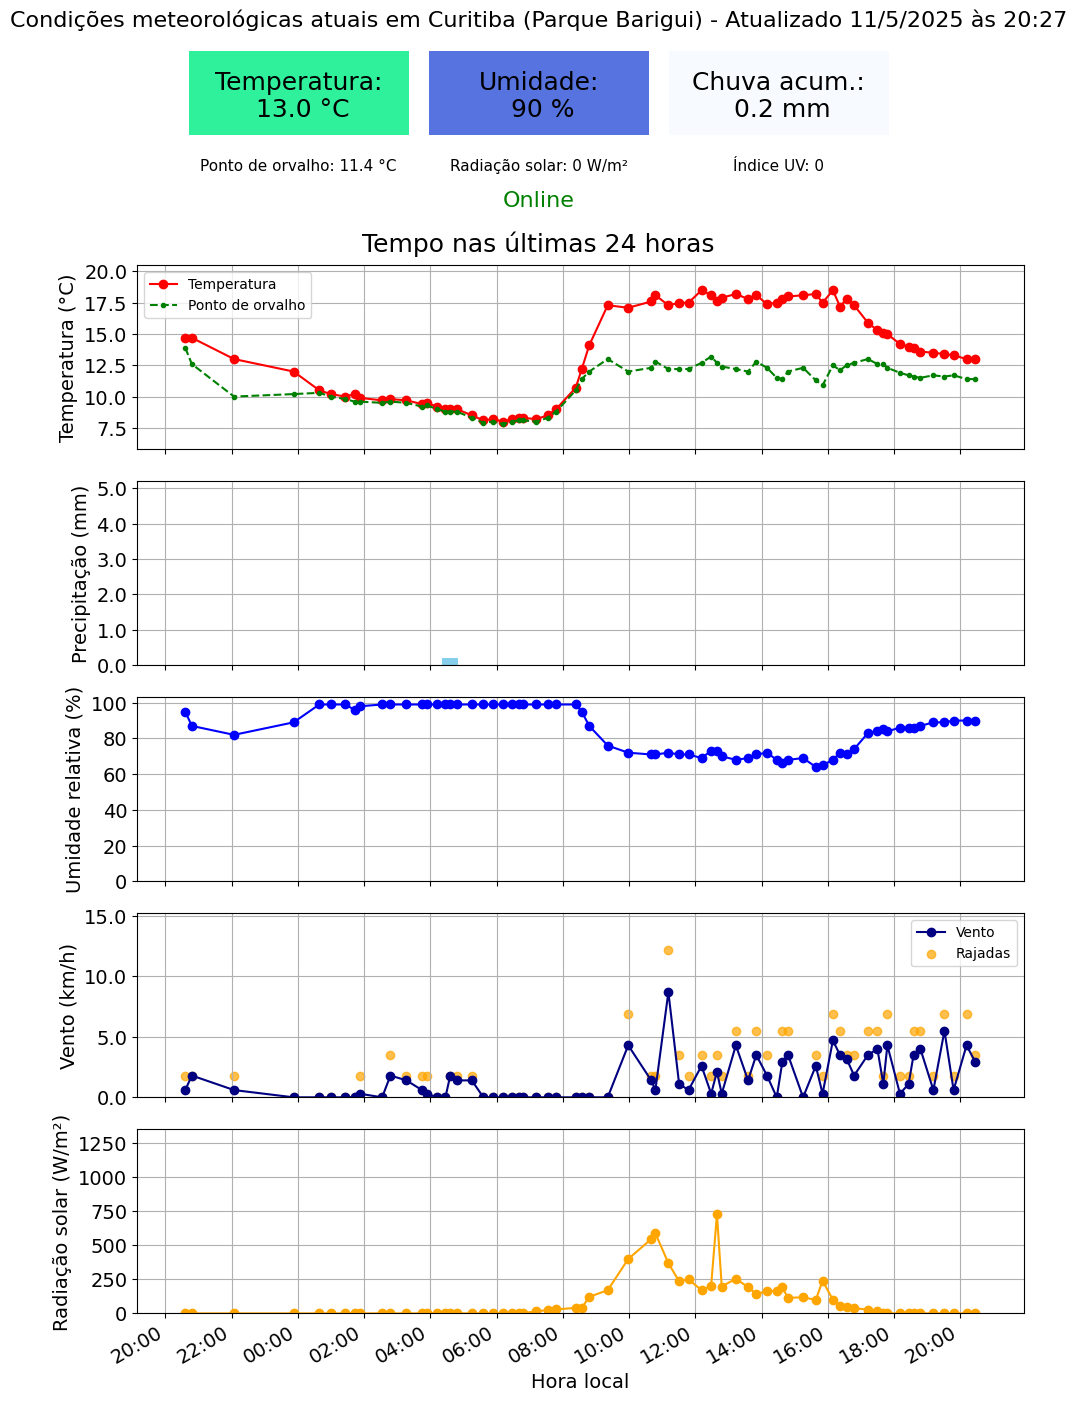 Condições meteorológicas atuais em Curitiba (Parque Barigui) - Atualizado 11/5/2025 às 20:27
Temperatura:
13.0 °C
Umidade:
90 %
Chuva acum.:
0.2 mm
Ponto de orvalho: 11.4 °C
Radiação solar: 0 W/m²
Índice UV: 0
Online
Tempo nas últimas 24 horas
Temperatura (°C)
20.0
17.5
15.0
12.5
10.0
7.5
Temperatura
Ponto de orvalho
Precipitação (mm)
5.0
4.0
3.0
2.0
1.0
0.0
Umidade relativa (%)
100
80
60
40
20
0
Vento (km/h)
15.0
10.0
5.0
0.0
Vento
Rajadas
Radiação solar (W/m²)
1250
1000
750
500
250
0
20:00
22:00
00:00
02:00
04:00
06:00
08:00
10:00
12:00
14:00
16:00
18:00
20:00
Hora local